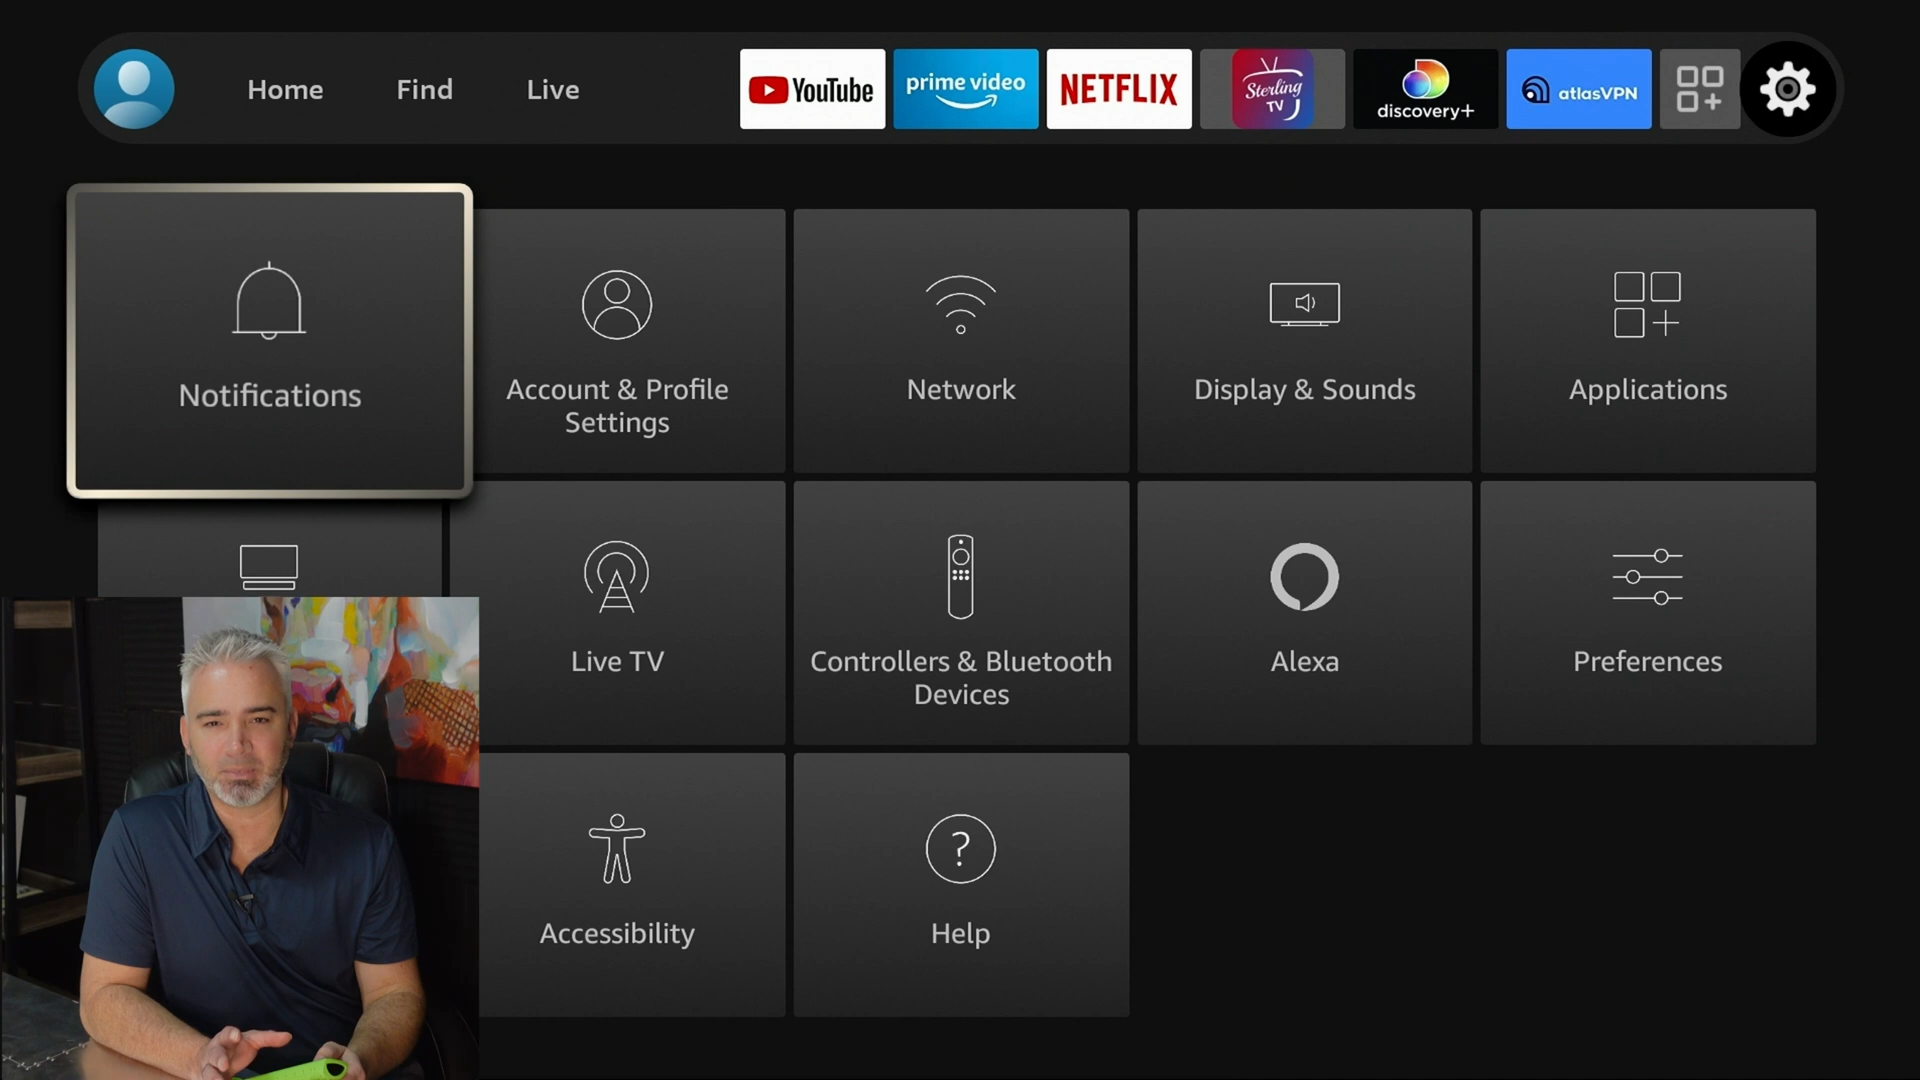 Home
Find
Live
YouTube
prime video
NETFLIX
Sterling
TV
discovery+
atlasVPN
Notifications
Account & Profile
Settings
Network
Display & Sounds
Applications
Live TV
Controllers & Bluetooth
Devices
Alexa
Preferences
Accessibility
?
Help